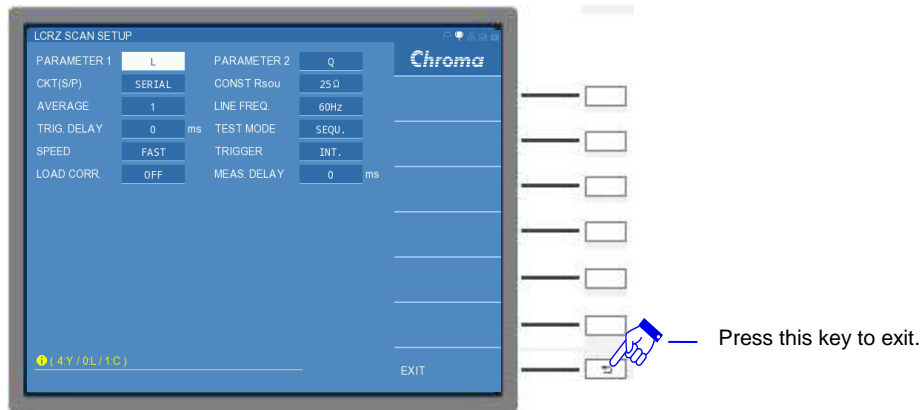 LCRZ SCAN SETUP
Chroma
PARAMETER 1 L PARAMETER 2 Q
CKT(S/P) SERIAL CONST Rsou 25Ω
AVERAGE 1 LINE FREQ. 60Hz
TRIG. DELAY 0 ms TEST MODE SEQU.
SPEED FAST TRIGGER INT.
LOAD CORR. OFF MEAS. DELAY 0 ms
Press this key to exit.
( 4:Y / 0:L / 1:C )
EXIT